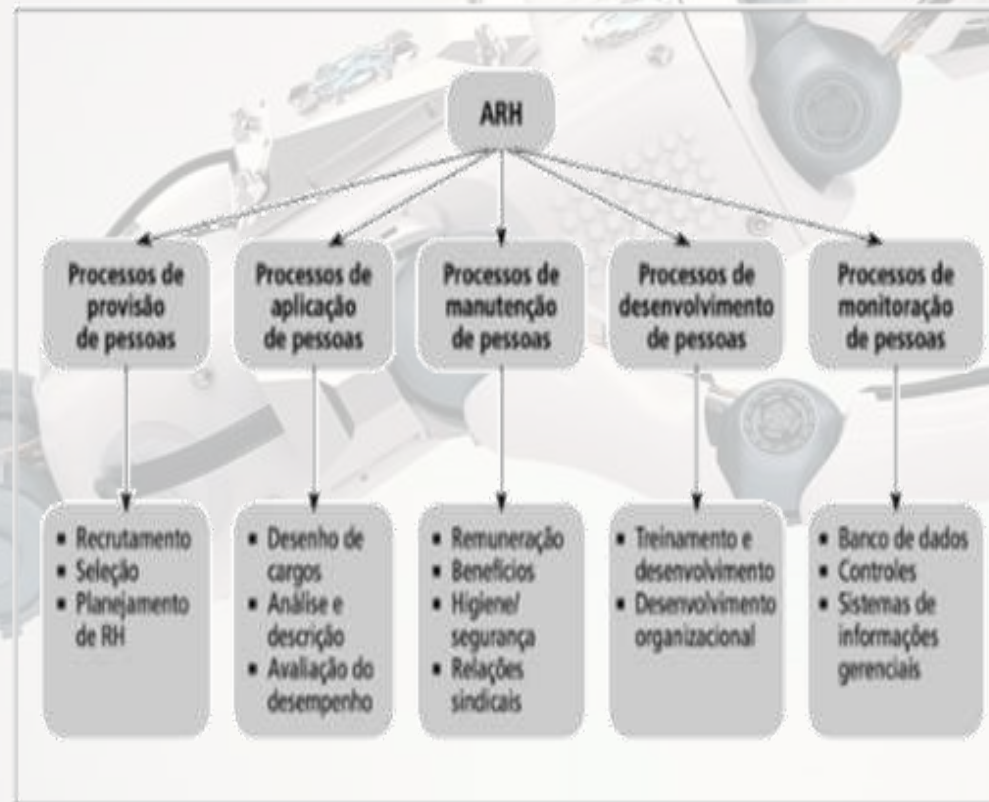 ARH
Processos de
provisão
de pessoas
Processos de
aplicação
de pessoas
Processos de
manutenção
de pessoas
Processos de
desenvolvimento
de pessoas
Processos de
monitoração
de pessoas
▪ Recrutamento
▪ Seleção
▪ Planejamento
de RH
▪ Desenho de
cargos
▪ Análise e
descrição
▪ Avaliação do
desempenho
▪ Remuneração
▪ Benefícios
▪ Higiene/
segurança
▪ Relações
sindicais
▪ Treinamento e
desenvolvimento
▪ Desenvolvimento
organizacional
▪ Banco de dados
▪ Controles
▪ Sistemas de
informações
gerenciais